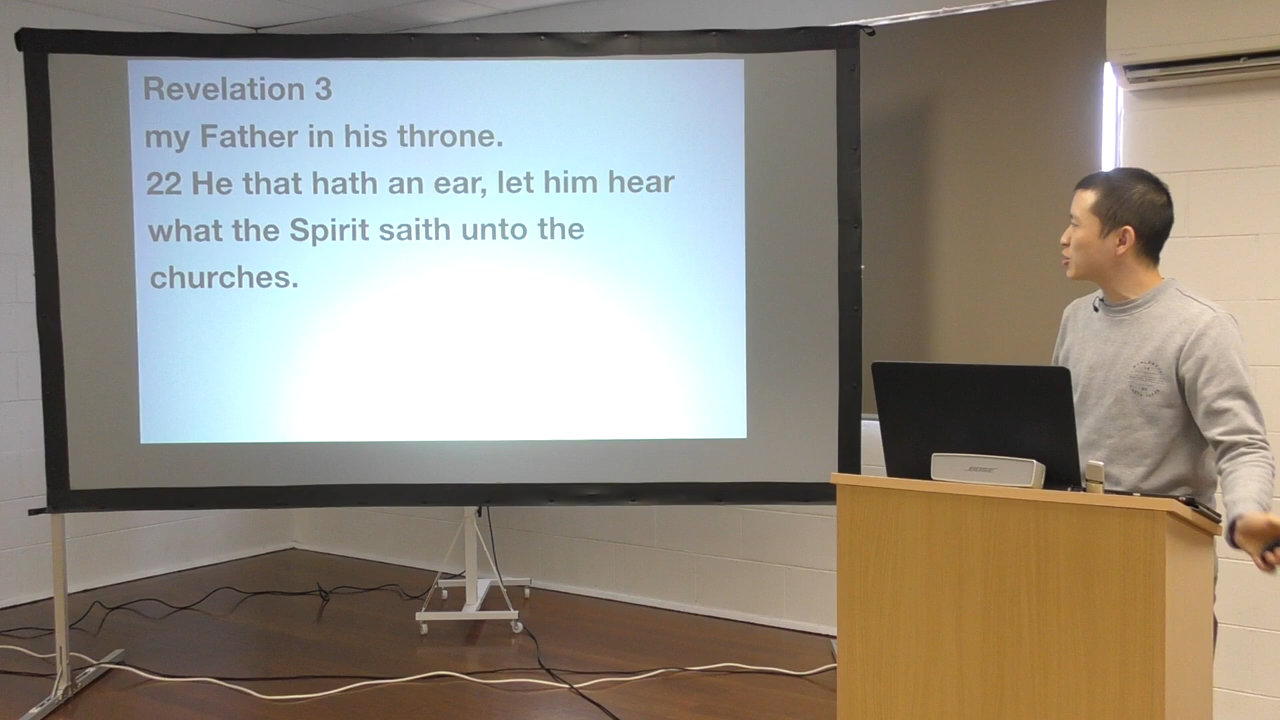 Revelation 3
my Father in his throne.
22 He that hath an ear, let him hear
what the Spirit saith unto the
churches.
BOSE